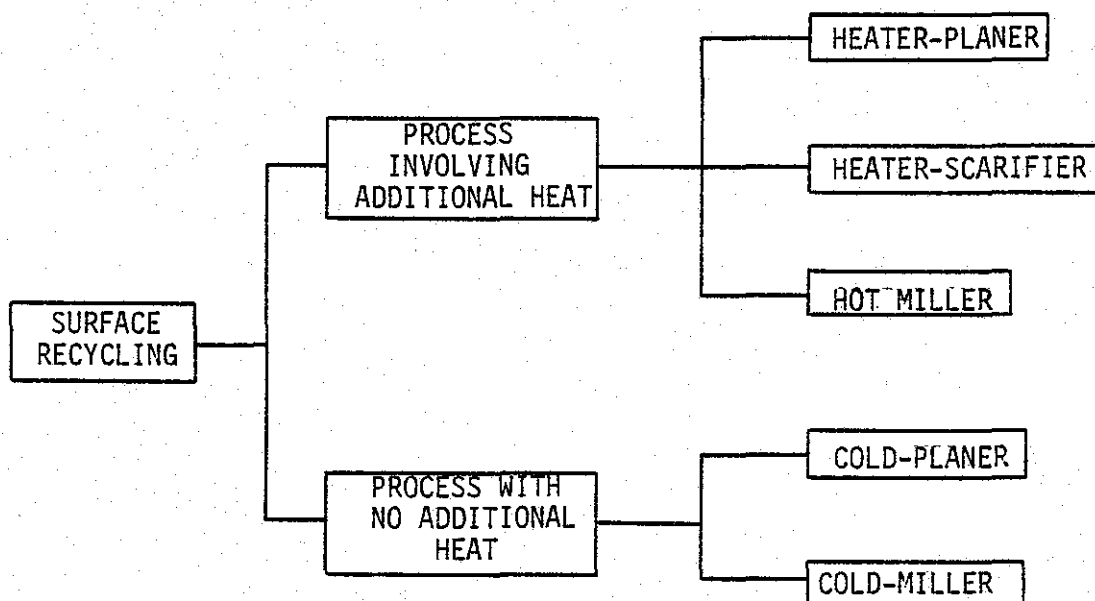 HEATER-PLANER
PROCESS
INVOLVING
ADDITIONAL HEAT
HEATER-SCARIFIER
HOT MILLER
SURFACE
RECYCLING
COLD-PLANER
PROCESS WITH
NO ADDITIONAL
HEAT
COLD-MILLER